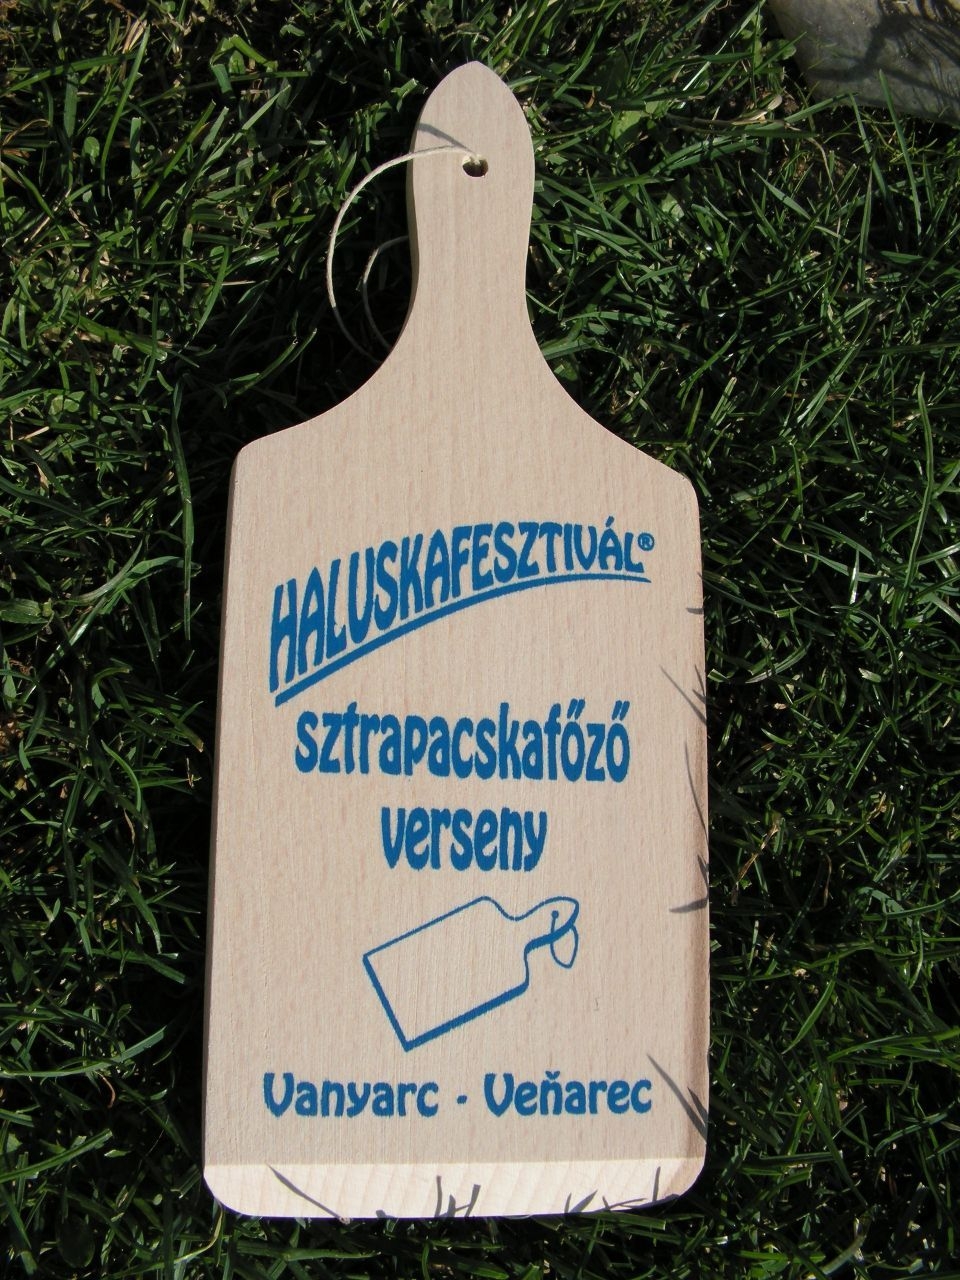 HALUSKAFESZTIVÁL®
sztrapacskafőző
verseny
Vanyarc - Veňarec